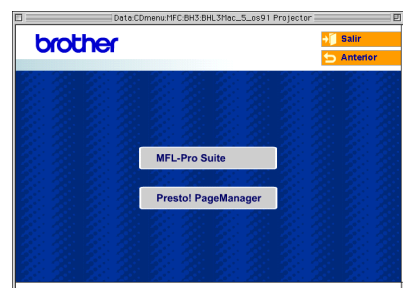 Data:CDmenu:MFC:BH3:BHL3Mac_5_os91 Projector
brother
Salir
Anterior
MFL-Pro Suite
Presto! PageManager